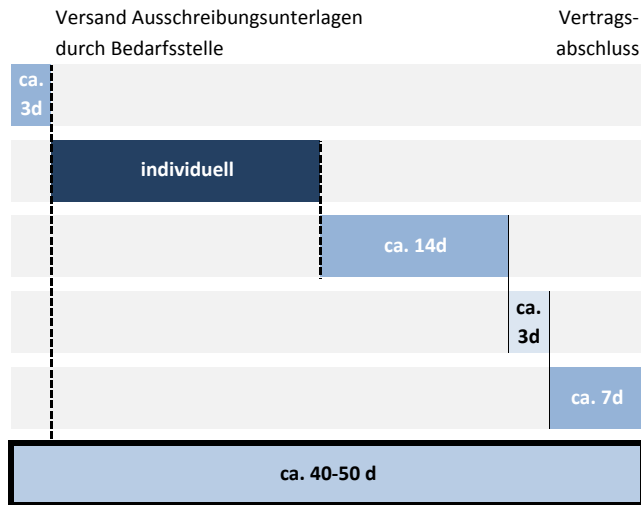 Versand Ausschreibungsunterlagen
durch Bedarfsstelle
Vertrags-
abschluss
ca.
3d
individuell
ca. 14d
ca.
3d
ca. 7d
ca. 40-50 d